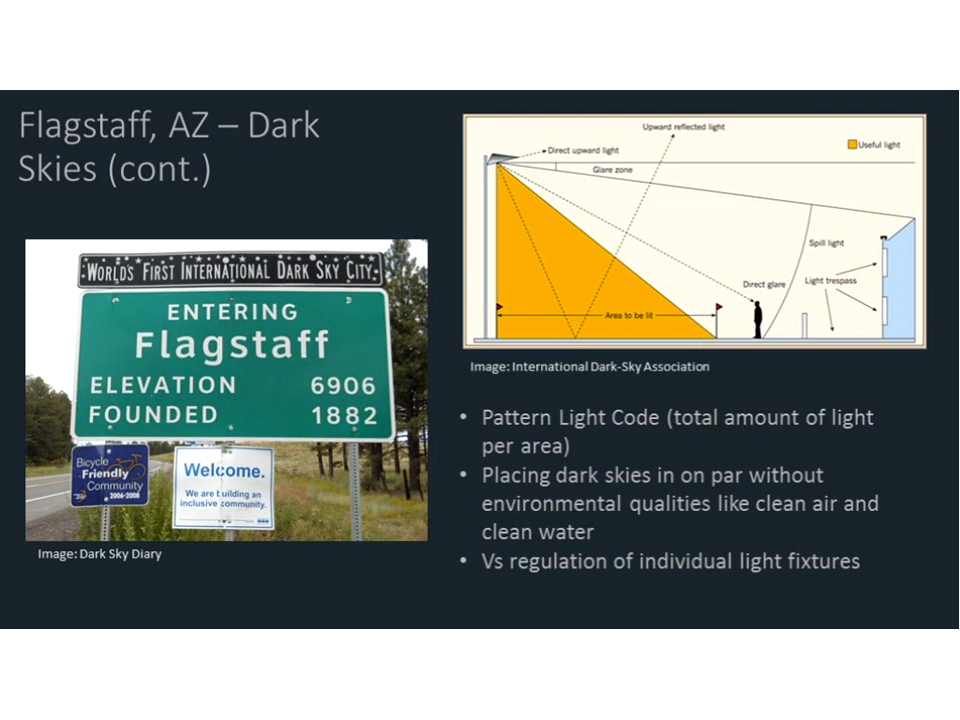 Flagstaff, AZ – Dark
Skies (cont.)
WORLD'S FIRST INTERNATIONAL DARK SKY CITY
ENTERING
Flagstaff
ELEVATION 6906
FOUNDED 1882
Bicycle
Friendly
Community
2006-2008
Welcome.
We are building an
inclusive community.
Image: Dark Sky Diary
Upward reflected light
Direct upward light
Useful light
Glare zone
Spill light
Direct glare
Light trespass
Area to be lit
Image: International Dark-Sky Association
• Pattern Light Code (total amount of light
per area)
• Placing dark skies in on par without
environmental qualities like clean air and
clean water
• Vs regulation of individual light fixtures